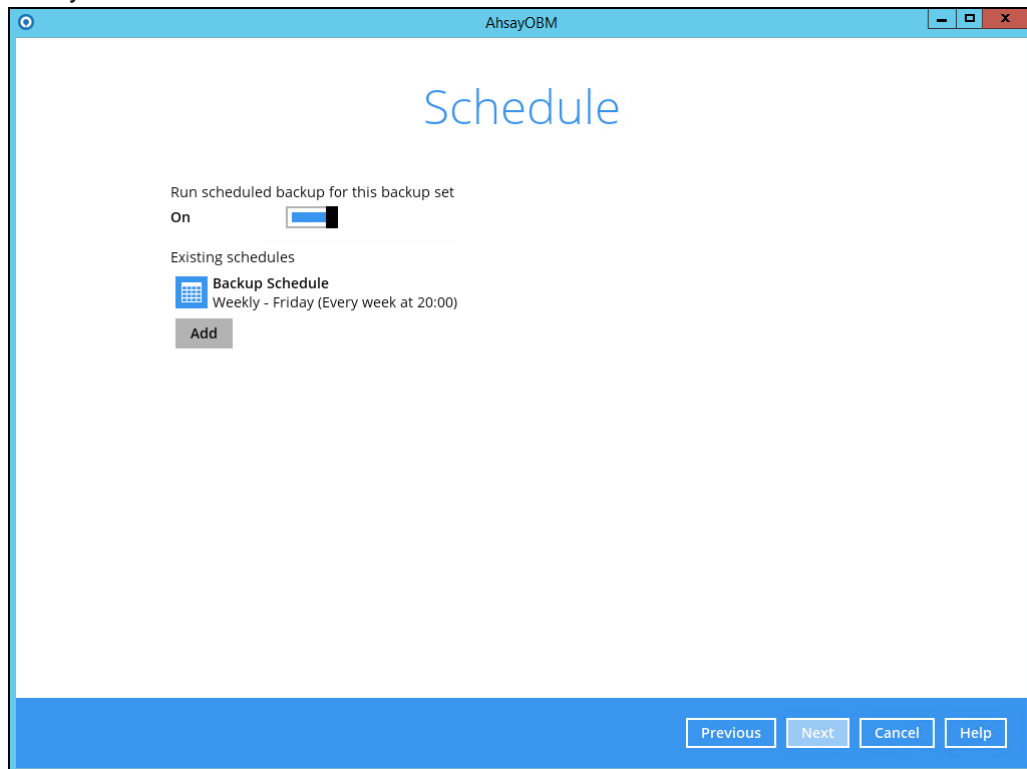 AhsayOBM
Schedule
Run scheduled backup for this backup set
On
Existing schedules
Backup Schedule
Weekly - Friday (Every week at 20:00)
Add
Previous
Next
Cancel
Help